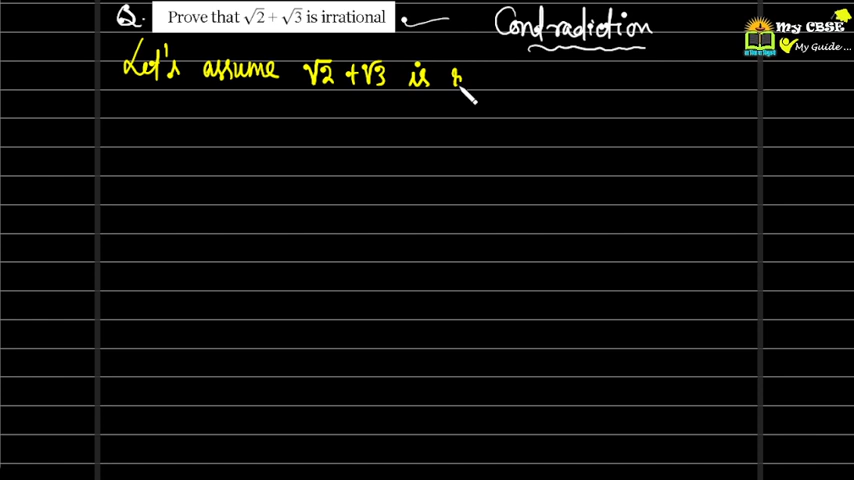 Q. Prove that √2 + √3 is irrational
Contradiction
My CBSE
My Guide ...
Let's assume √2 + √3 is r